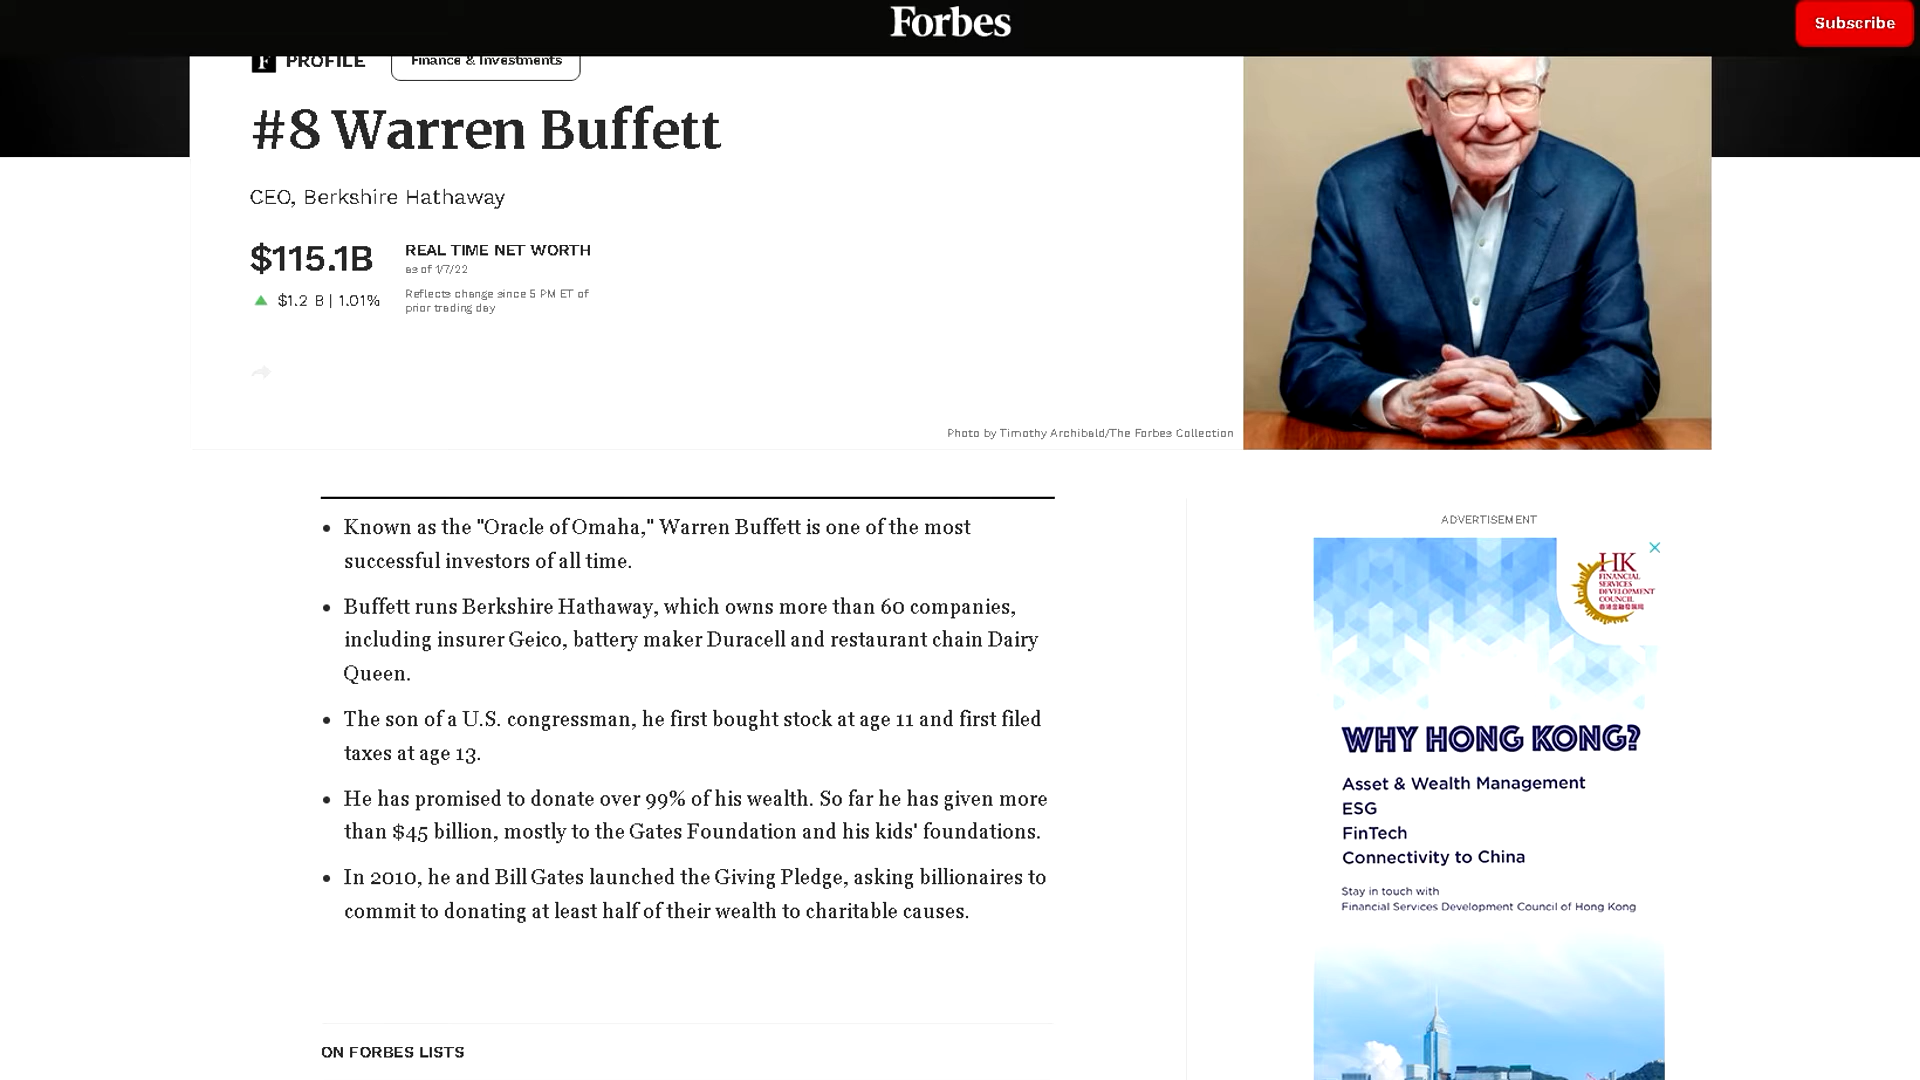 Forbes
Subscribe
F PROFILE
Finance & Investments
#8 Warren Buffett
CEO, Berkshire Hathaway
$115.1B
REAL TIME NET WORTH
as of 1/7/22
$1.2 B | 1.01%
Reflects change since 5 PM ET of
prior trading day
Photo by Timothy Archibald/The Forbes Collection
• Known as the "Oracle of Omaha," Warren Buffett is one of the most
successful investors of all time.
• Buffett runs Berkshire Hathaway, which owns more than 60 companies,
including insurer Geico, battery maker Duracell and restaurant chain Dairy
Queen.
• The son of a U.S. congressman, he first bought stock at age 11 and first filed
taxes at age 13.
• He has promised to donate over 99% of his wealth. So far he has given more
than $45 billion, mostly to the Gates Foundation and his kids' foundations.
• In 2010, he and Bill Gates launched the Giving Pledge, asking billionaires to
commit to donating at least half of their wealth to charitable causes.
ON FORBES LISTS
ADVERTISEMENT
HK
FINANCIAL
SERVICES
DEVELOPMENT
COUNCIL
香港金融發展局
WHY HONG KONG?
Asset & Wealth Management
ESG
FinTech
Connectivity to China
Stay in touch with
Financial Services Development Council of Hong Kong